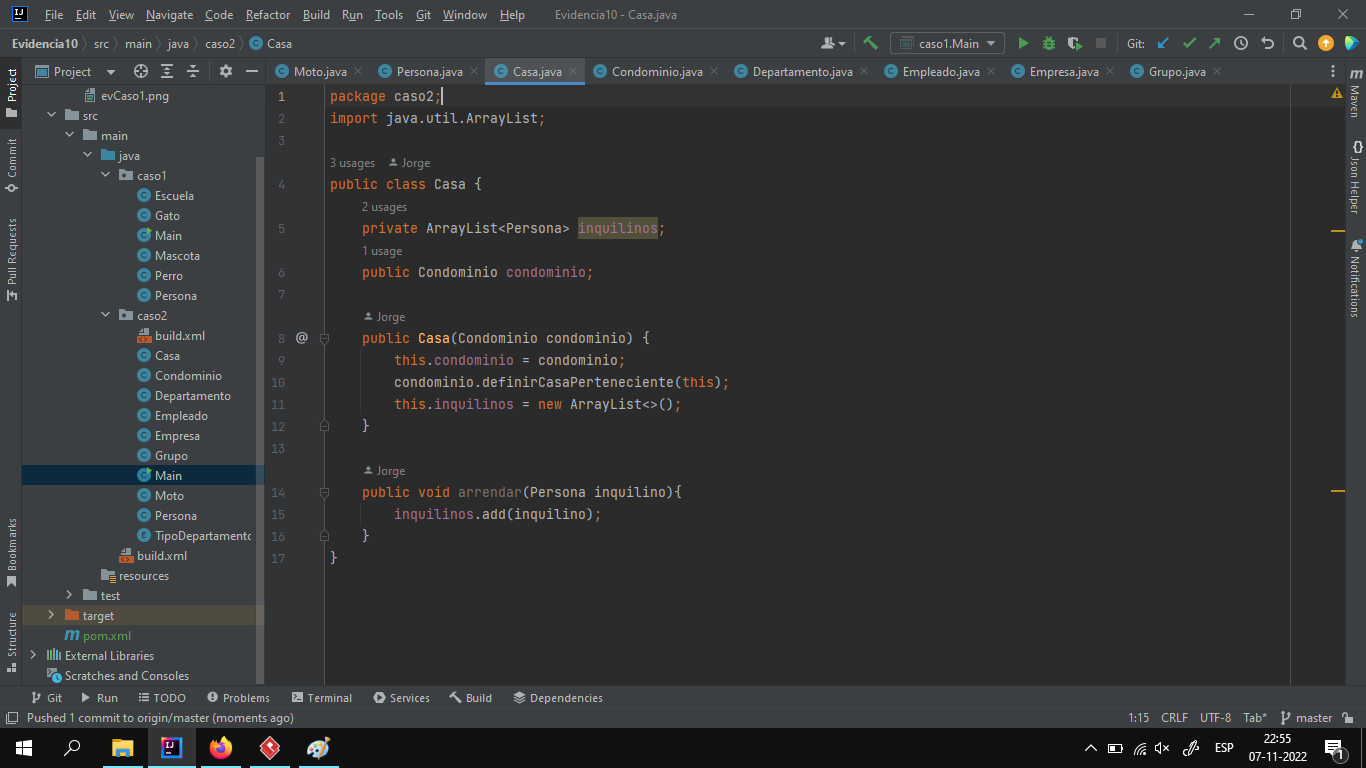 File Edit View Navigate Code Refactor Build Run Tools Git Window Help Evidencia10 - Casa.java
Evidencia10 src main java caso2 Casa caso1.Main Git:
Project Moto.java Persona.java Casa.java Condominio.java Departamento.java Empleado.java Empresa.java Grupo.java
Project
Commit
Pull Requests
Bookmarks
Structure
evCaso1.png
src
main
java
caso1
Escuela
Gato
Main
Mascota
Perro
Persona
caso2
build.xml
Casa
Condominio
Departamento
Empleado
Empresa
Grupo
Main
Moto
Persona
TipoDepartamento
build.xml
resources
test
target
pom.xml
External Libraries
Scratches and Consoles
1 package caso2;
2 import java.util.ArrayList;
3
3 usages Jorge
4 public class Casa {
2 usages
5 private ArrayList<Persona> inquilinos;
1 usage
6 public Condominio condominio;
7
Jorge
8 @ public Casa(Condominio condominio) {
9 this.condominio = condominio;
10 condominio.definirCasaPerteneciente(this);
11 this.inquilinos = new ArrayList<>();
12 }
13
Jorge
14 public void arrendar(Persona inquilino){
15 inquilinos.add(inquilino);
16 }
17 }
Maven
Json Helper
Notifications
Git Run TODO Problems Terminal Services Build Dependencies
Pushed 1 commit to origin/master (moments ago) 1:15 CRLF UTF-8 Tab* master
ESP 22:55
07-11-2022 1